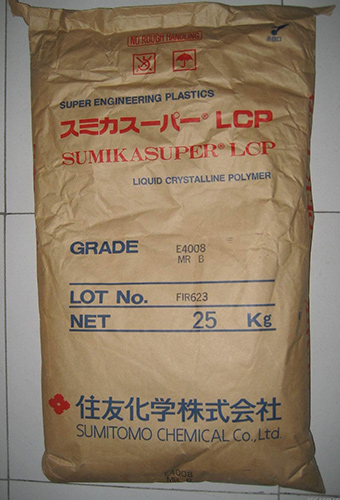 NO ROUGH HANDLING
SUPER ENGINEERING PLASTICS
スミカスーパー® LCP
SUMIKASUPER® LCP
LIQUID CRYSTALLINE POLYMER
GRADE E4008
MR B
LOT No. FIR623
NET 25 Kg
住友化学株式会社
SUMITOMO CHEMICAL Co., Ltd.
E4008